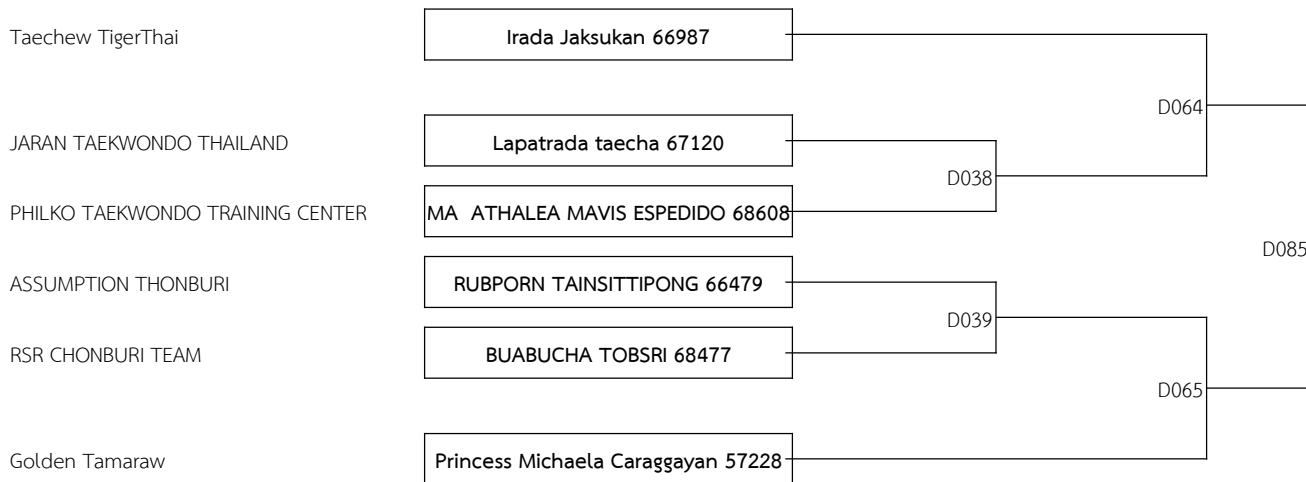 Taechew TigerThai Irada Jaksukan 66987
D064
JARAN TAEKWONDO THAILAND Lapatrada taecha 67120
D038
PHILKO TAEKWONDO TRAINING CENTER MA  ATHALEA MAVIS ESPEDIDO 68608
D085
ASSUMPTION THONBURI RUBPORN TAINSITTIPONG 66479
D039
RSR CHONBURI TEAM BUABUCHA TOBSRI 68477
D065
Golden Tamaraw Princess Michaela Caraggayan 57228